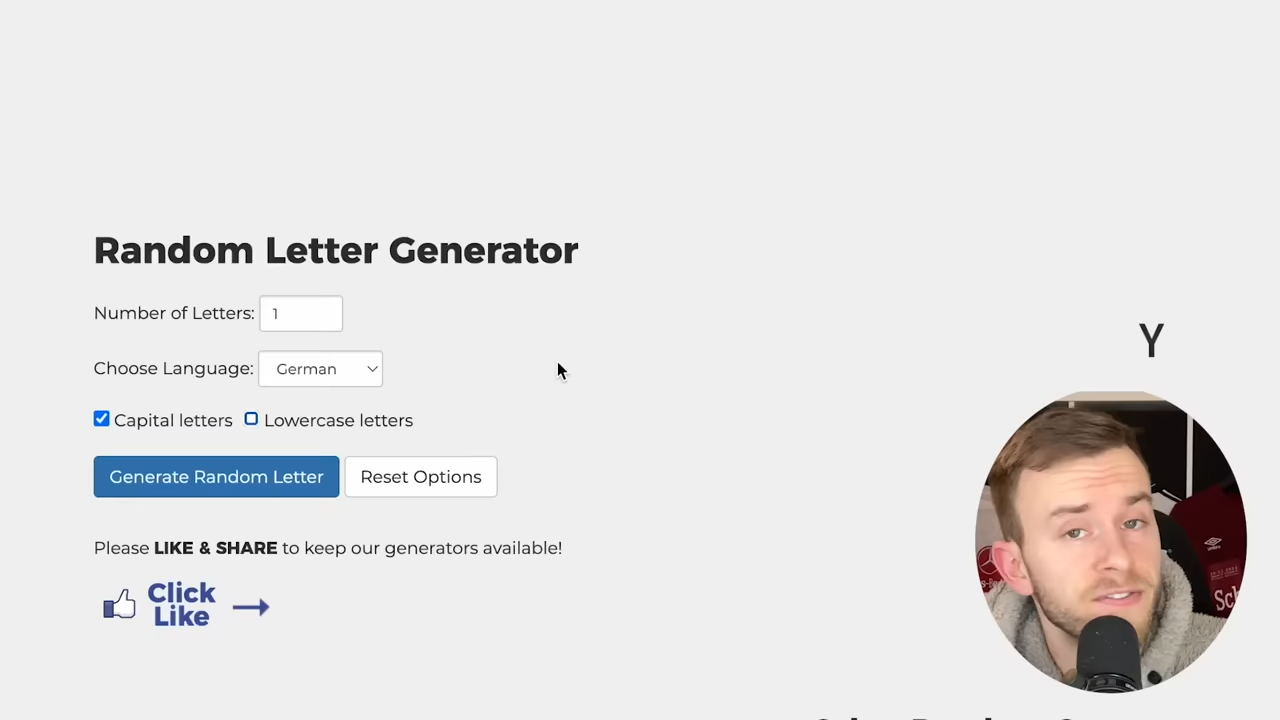 Random Letter Generator
Number of Letters: 1
Choose Language: German
Capital letters Lowercase letters
Generate Random Letter Reset Options
Please LIKE & SHARE to keep our generators available!
Click
Like
Y
umbro